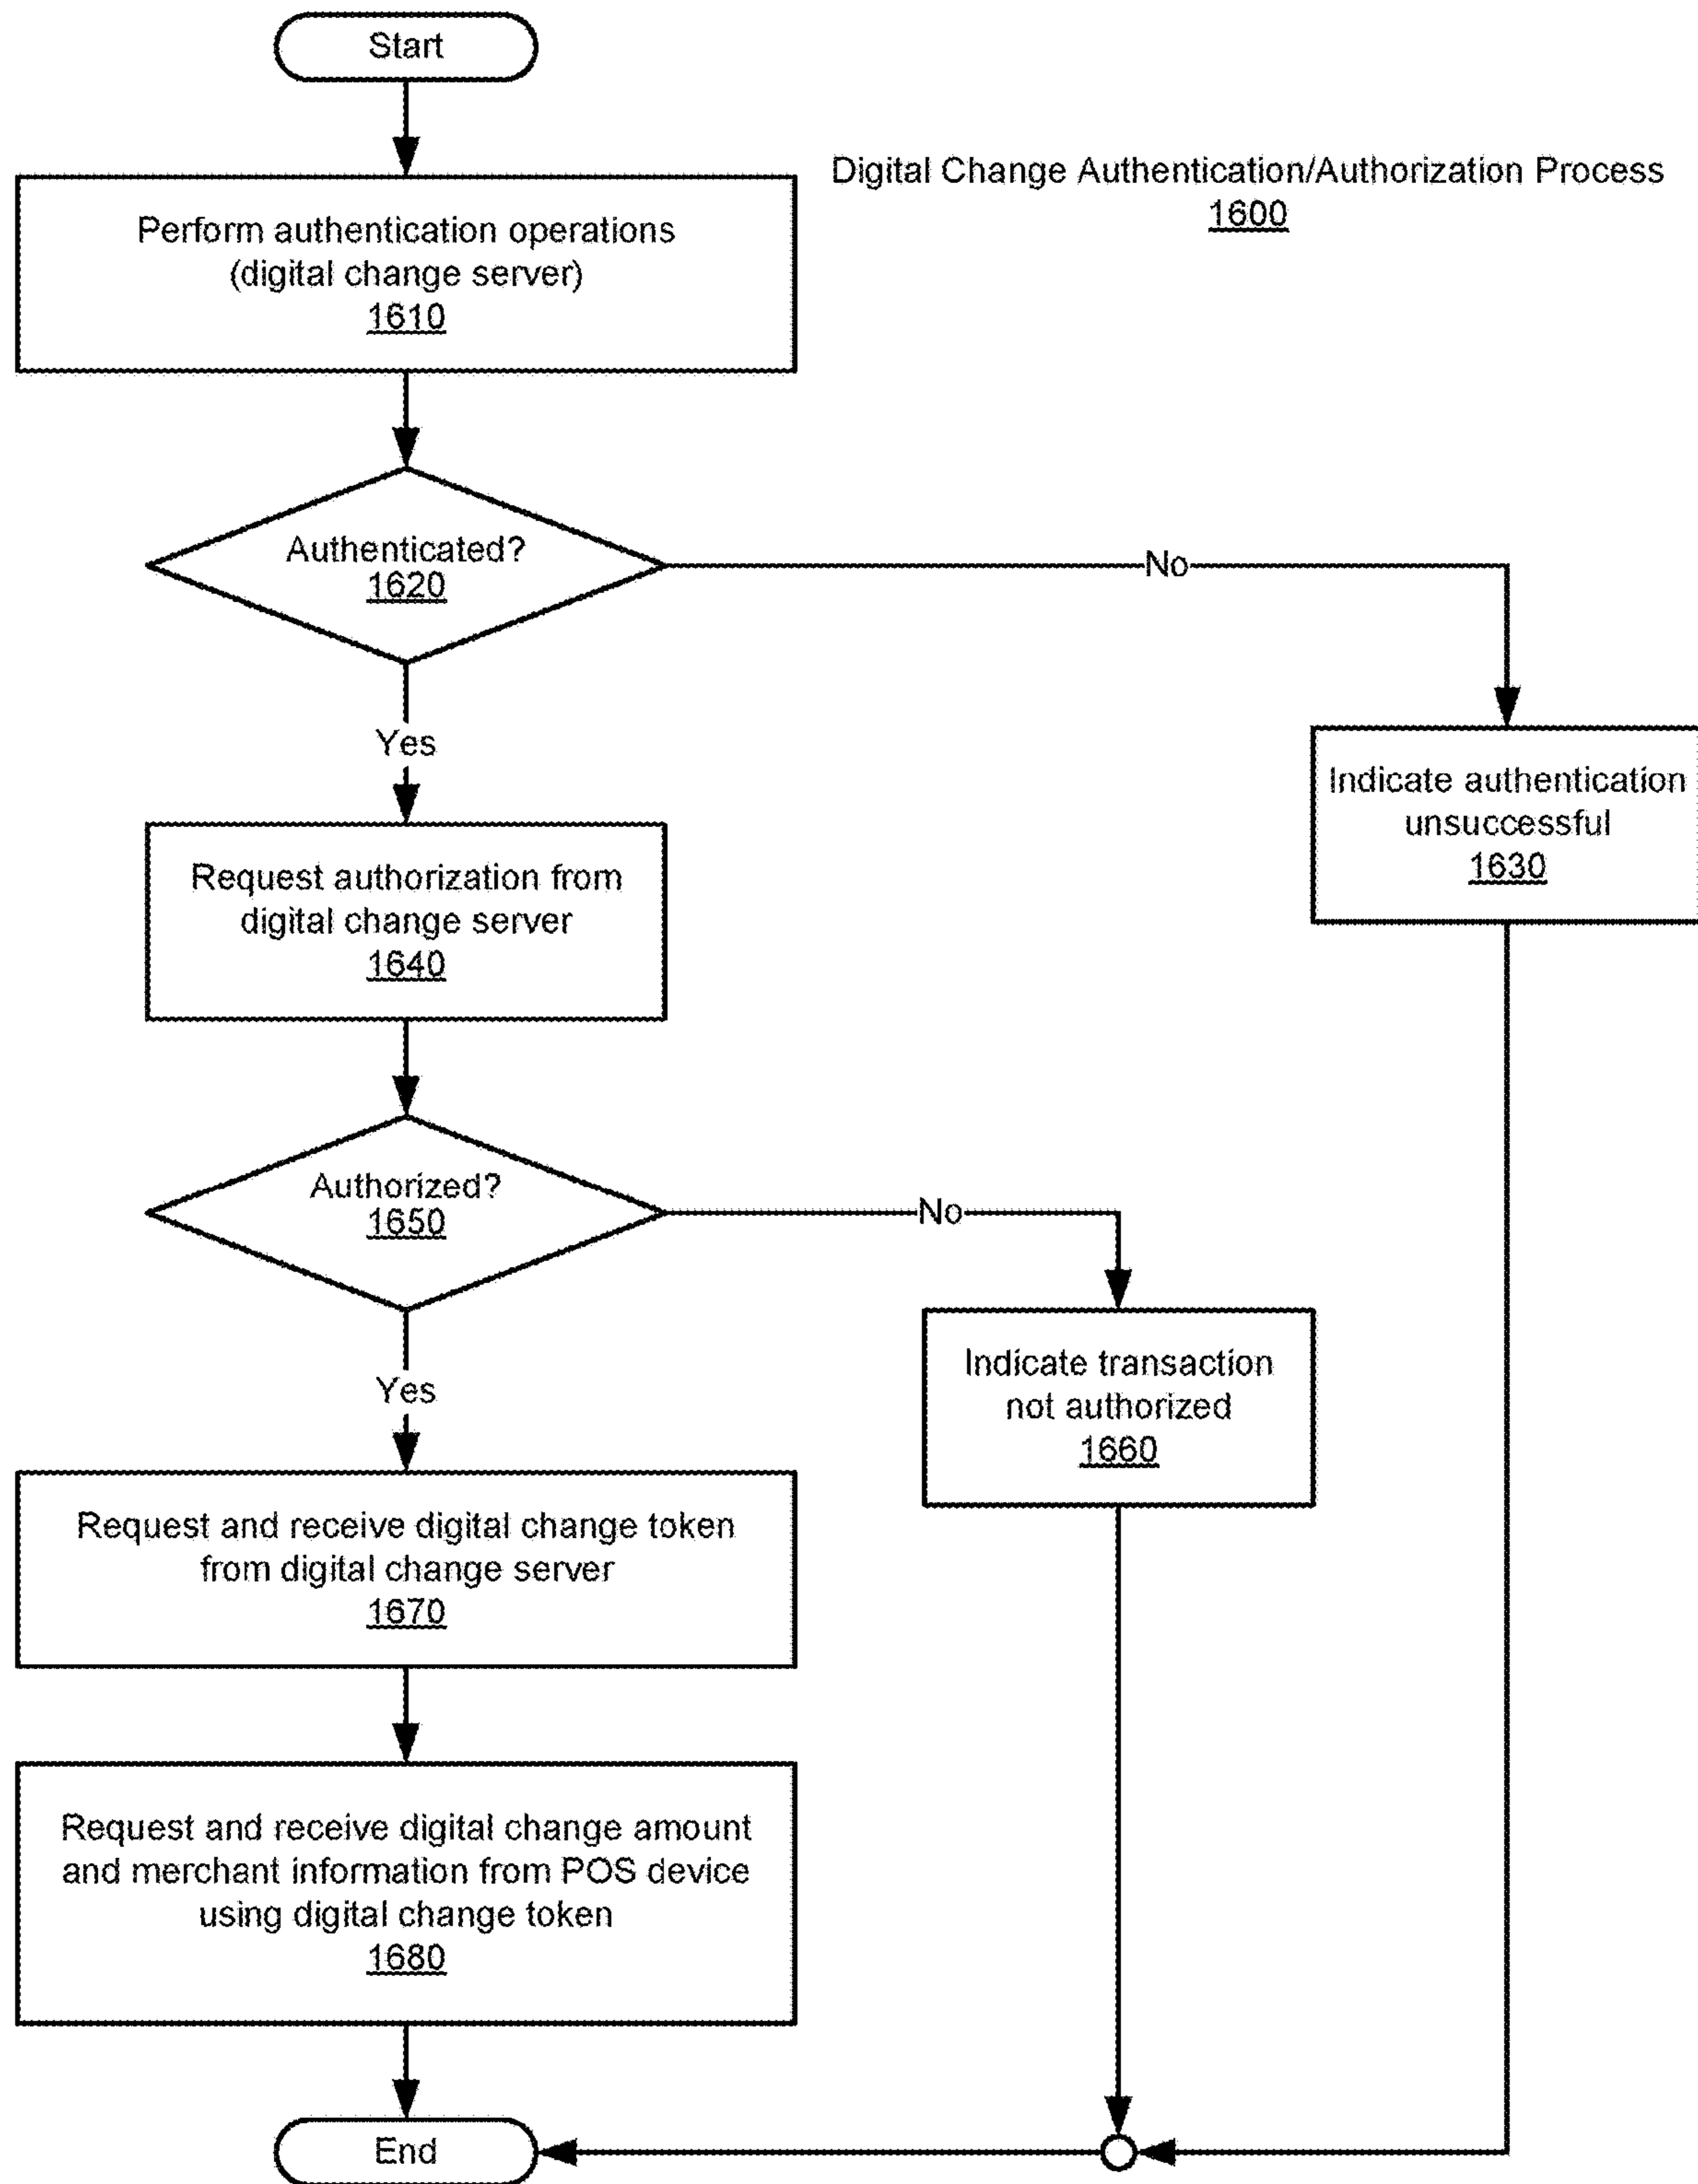 Start
Digital Change Authentication/Authorization Process
1600
Perform authentication operations
(digital change server)
1610
Authenticated?
1620
No
Yes
Indicate authentication
unsuccessful
1630
Request authorization from
digital change server
1640
Authorized?
1650
No
Yes
Indicate transaction
not authorized
1660
Request and receive digital change token
from digital change server
1670
Request and receive digital change amount
and merchant information from POS device
using digital change token
1680
End